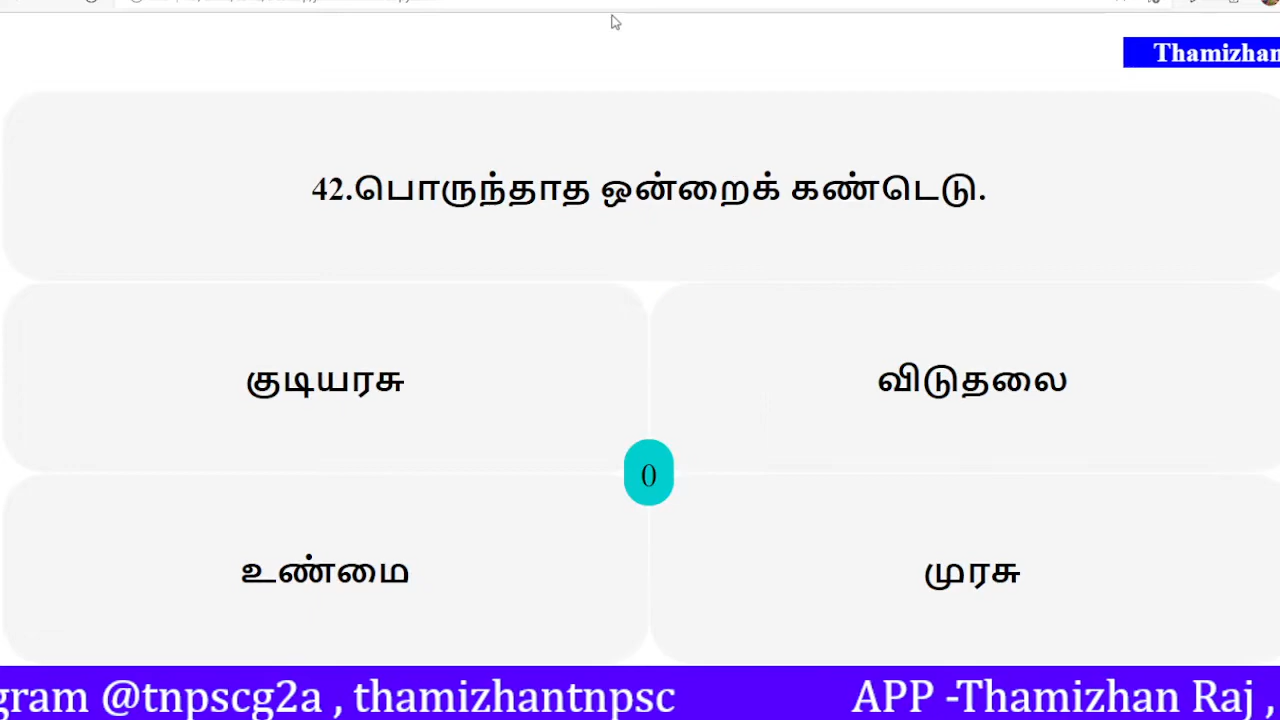 Thamizhan
42.பொருந்தாத ஒன்றைக் கண்டெடு.
குடியரசு
விடுதலை
0
உண்மை
முரசு
gram @tnpscg2a , thamizhantnpsc
APP -Thamizhan Raj ,